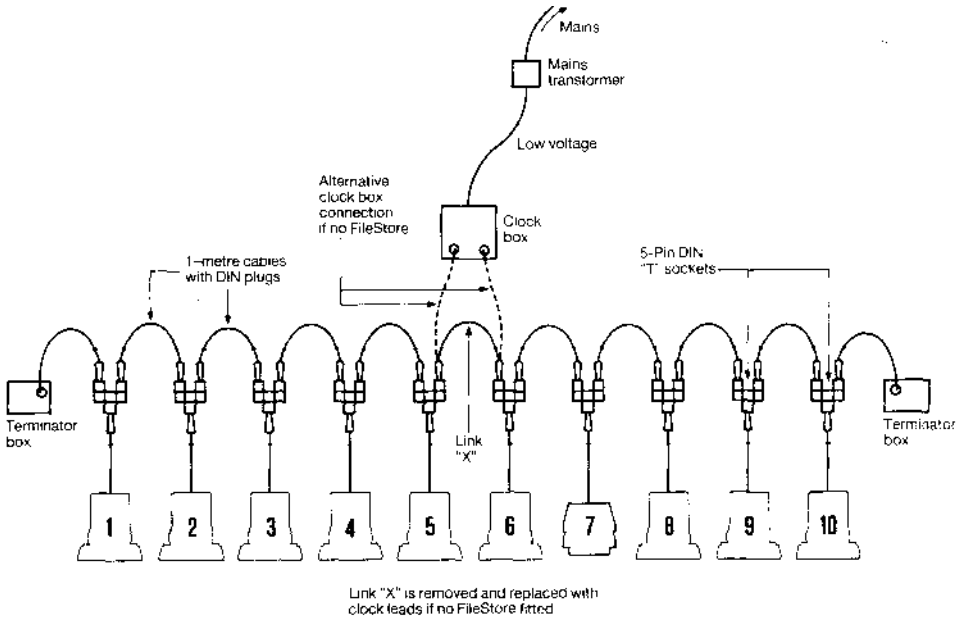 Mains
Mains
transformer
Low voltage
Alternative
clock box
connection
if no FileStore
Clock
box
1-metre cables
with DIN plugs
5-Pin DIN
"T" sockets
Terminator
box
Link
"X"
Terminator
box
1 2 3 4 5 6 7 8 9 10
Link "X" is removed and replaced with
clock leads if no FileStore fitted